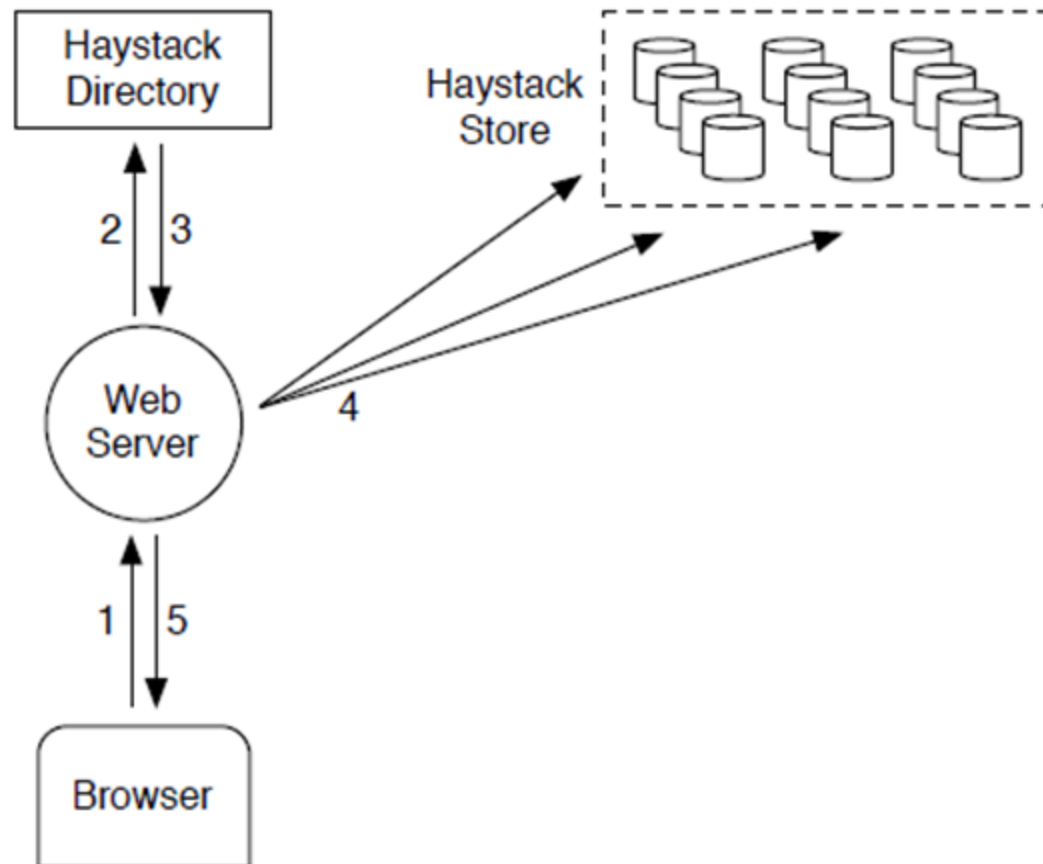 Haystack
Directory
Haystack
Store
2
3
Web
Server
4
1
5
Browser